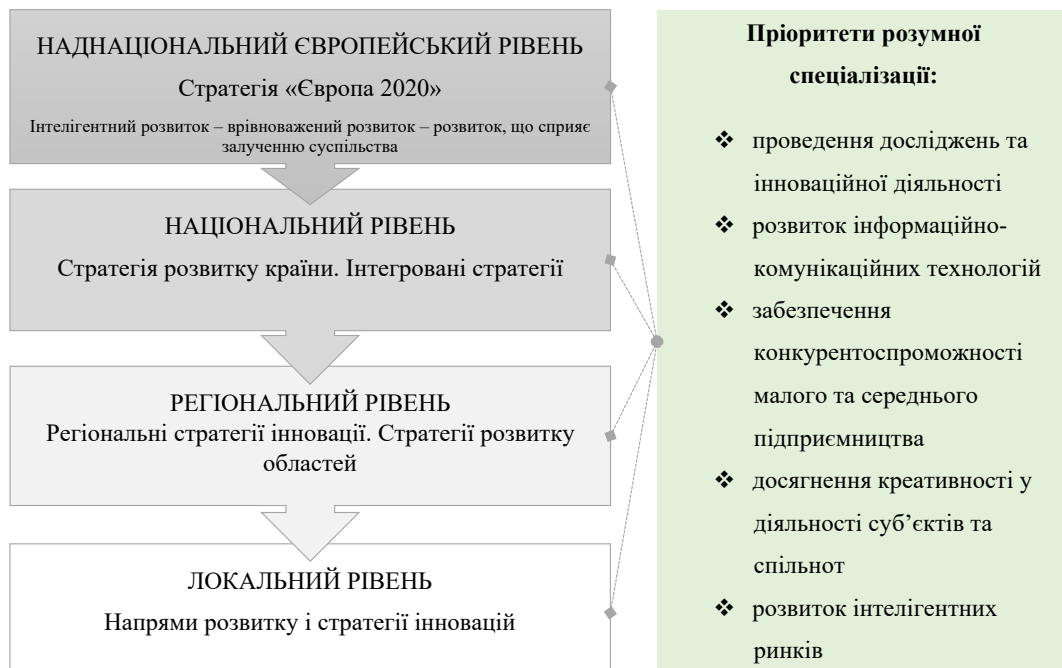 НАДНАЦІОНАЛЬНИЙ ЄВРОПЕЙСЬКИЙ РІВЕНЬ
Стратегія «Європа 2020»
Інтелігентний розвиток – врівноважений розвиток – розвиток, що сприяє
залученню суспільства
НАЦІОНАЛЬНИЙ РІВЕНЬ
Стратегія розвитку країни. Інтегровані стратегії
РЕГІОНАЛЬНИЙ РІВЕНЬ
Регіональні стратегії інновації. Стратегії розвитку
областей
ЛОКАЛЬНИЙ РІВЕНЬ
Напрями розвитку і стратегії інновацій
Пріоритети розумної
спеціалізації:
❖ проведення досліджень та
інноваційної діяльності
❖ розвиток інформаційно-
комунікаційних технологій
❖ забезпечення
конкурентоспроможності
малого та середнього
підприємництва
❖ досягнення креативності у
діяльності суб’єктів та
спільнот
❖ розвиток інтелігентних
ринків